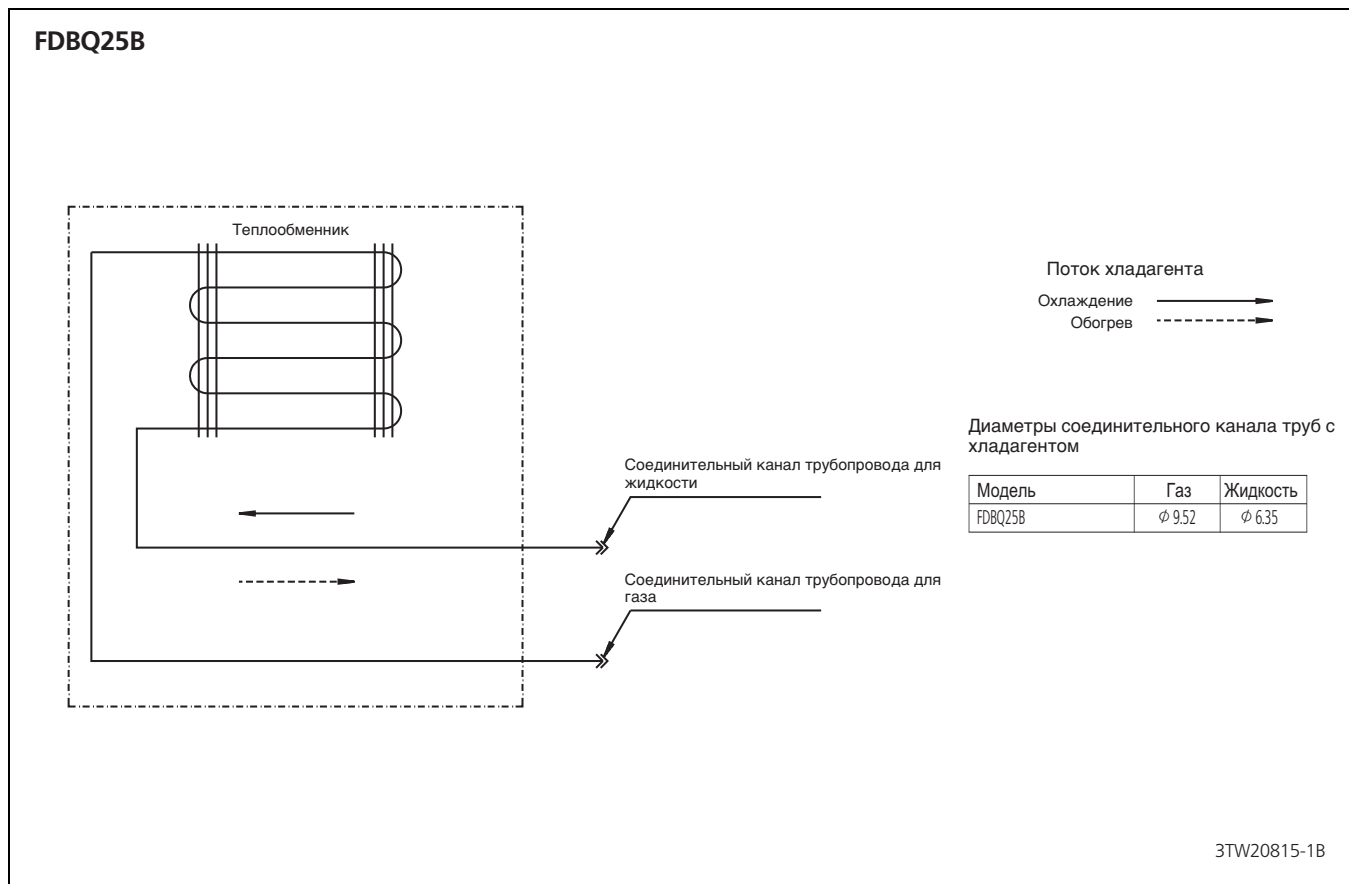 FDBQ25B
Теплообменник
Поток хладагента
Охлаждение
Обогрев
Диаметры соединительного канала труб с
хладагентом
Модель Газ Жидкость
FDBQ25B ϕ 9.52 ϕ 6.35
Соединительный канал трубопровода для
жидкости
Соединительный канал трубопровода для
газа
3TW20815-1B